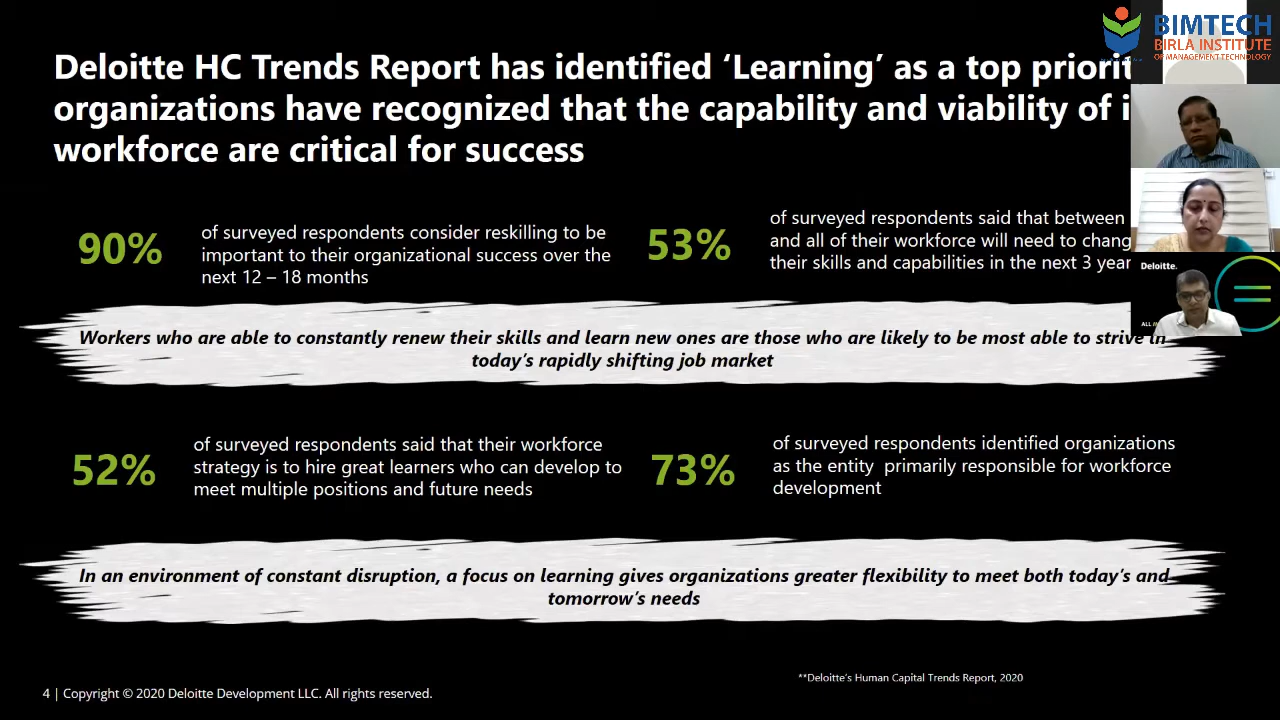 Deloitte HC Trends Report has identified ‘Learning’ as a top
organizations have recognized that the capability and viability of
workforce are critical for success
BIMTECH
BIRLA INSTITUTE
OF MANAGEMENT TECHNOLOGY
90%
of surveyed respondents consider reskilling to be
important to their organizational success over the
next 12 – 18 months
53%
of surveyed respondents said that between
and all of their workforce will need to
their skills and capabilities in the next 3
Deloitte.
ALL
Workers who are able to constantly renew their skills and learn new ones are those who are likely to be most able to strive in
today’s rapidly shifting job market
52%
of surveyed respondents said that their workforce
strategy is to hire great learners who can develop to
meet multiple positions and future needs
73%
of surveyed respondents identified organizations
as the entity primarily responsible for workforce
development
In an environment of constant disruption, a focus on learning gives organizations greater flexibility to meet both today’s and
tomorrow’s needs
**Deloitte’s Human Capital Trends Report, 2020
4 | Copyright © 2020 Deloitte Development LLC. All rights reserved.